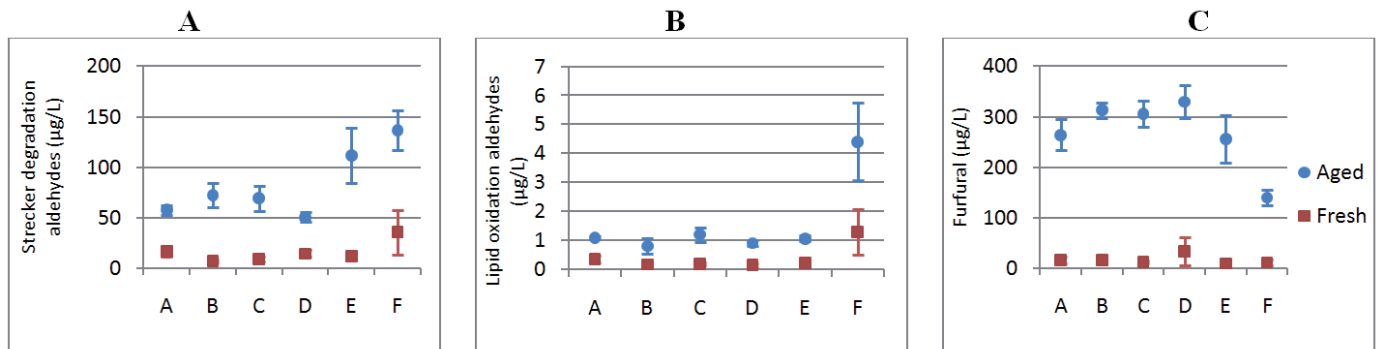 A
B
C
Strecker degradation
aldehydes (µg/L)
200
150
100
50
0
A B C D E F
Lipid oxidation aldehydes
(µg/L)
7
6
5
4
3
2
1
0
A B C D E F
Furfural (µg/L)
400
300
200
100
0
A B C D E F
Aged
Fresh